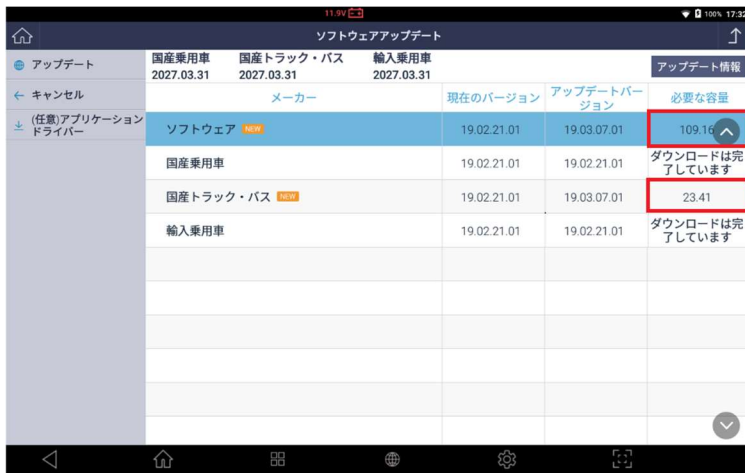 11.9V
100% 17:32
ソフトウェアアップデート
アップデート
キャンセル
(任意)アプリケーション
ドライバー
国産乗用車
2027.03.31
国産トラック・バス
2027.03.31
輸入乗用車
2027.03.31
アップデート情報
メーカー
現在のバージョン
アップデートバー
ジョン
必要な容量
ソフトウェア NEW
19.02.21.01
19.03.07.01
109.16
国産乗用車
19.02.21.01
19.02.21.01
ダウンロードは完
了しています
国産トラック・バス NEW
19.02.21.01
19.03.07.01
23.41
輸入乗用車
19.02.21.01
19.02.21.01
ダウンロードは完
了しています